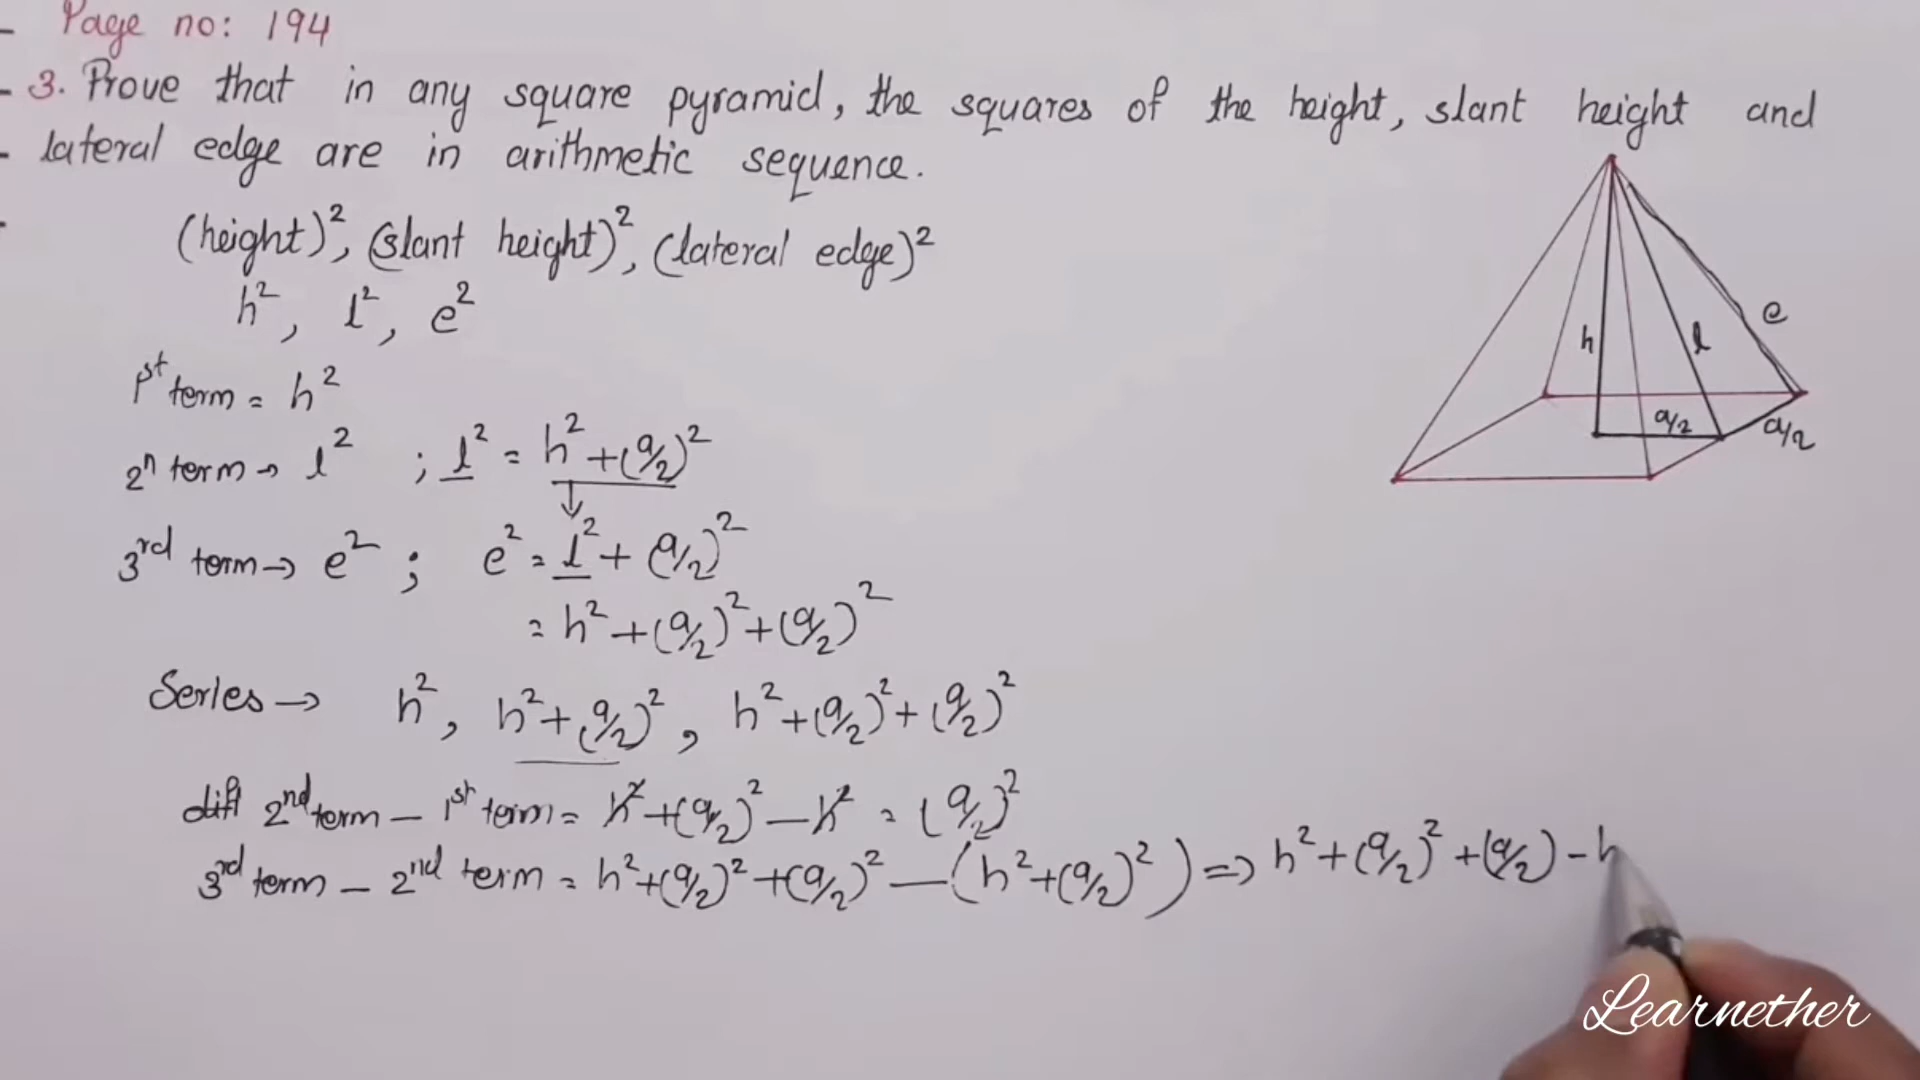 Page no: 194
3. Prove that in any square pyramid, the squares of the height, slant height and
lateral edge are in arithmetic sequence.
(height)², (slant height)², (lateral edge)²
h², l², e²
1st term = h²
2n term → l² ; l² = h² + (a/2)²
3rd term → e² ; e² = l² + (a/2)²
= h² + (a/2)² + (a/2)²
Series → h², h² + (a/2)², h² + (a/2)² + (a/2)²
diff 2nd term - 1st term = h² + (a/2)² - h² = (a/2)²
3rd term - 2nd term = h² + (a/2)² + (a/2)² - (h² + (a/2)²) => h² + (a/2)² + (a/2) - h
h
l
e
a/2
a/2
Learnether